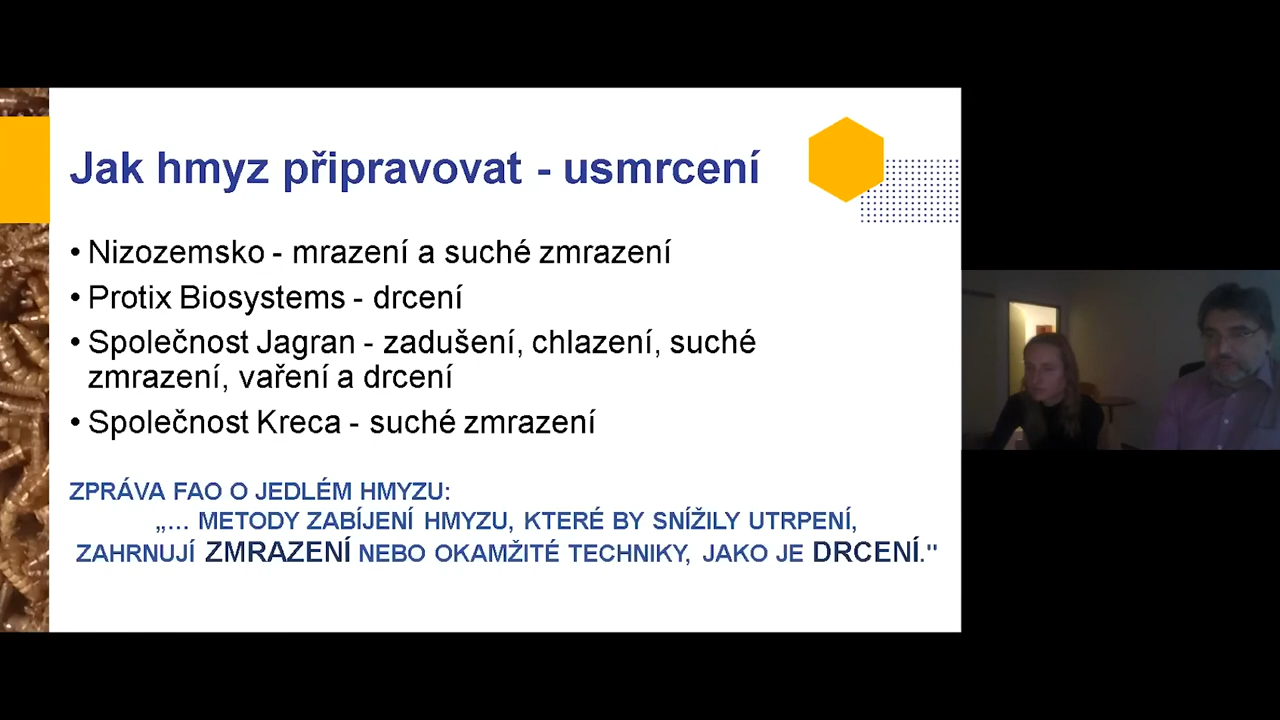 Jak hmyz připravovat - usmrcení
• Nizozemsko - mrazení a suché zmrazení
• Protix Biosystems - drcení
• Společnost Jagran - zadušení, chlazení, suché
zmrazení, vaření a drcení
• Společnost Kreca - suché zmrazení
ZPRÁVA FAO O JEDLÉM HMYZU:
„... METODY ZABÍJENÍ HMYZU, KTERÉ BY SNÍŽILY UTRPENÍ,
ZAHRNUJÍ ZMRAZENÍ NEBO OKAMŽITÉ TECHNIKY, JAKO JE DRCENÍ."